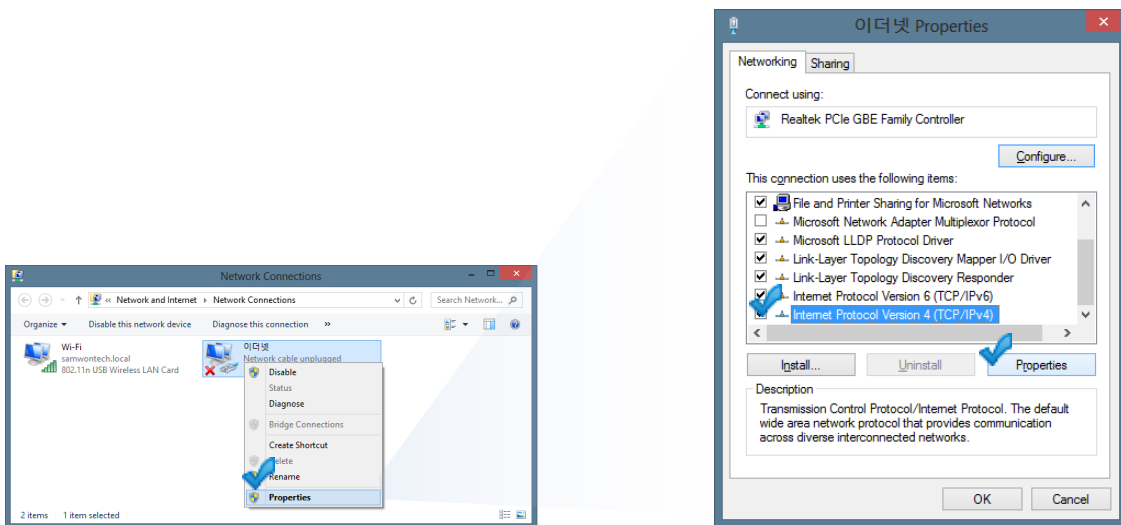 Network Connections
« Network and Internet › Network Connections
Search Network...
Organize
Disable this network device
Diagnose this connection
»
Wi-Fi
samwontech.local
802.11n USB Wireless LAN Card
이더넷
Network cable unplugged
Disable
Status
Diagnose
Bridge Connections
Create Shortcut
Delete
Rename
Properties
2 items 1 item selected
이더넷 Properties
Networking Sharing
Connect using:
Realtek PCIe GBE Family Controller
Configure...
This connection uses the following items:
File and Printer Sharing for Microsoft Networks
Microsoft Network Adapter Multiplexor Protocol
Microsoft LLDP Protocol Driver
Link-Layer Topology Discovery Mapper I/O Driver
Link-Layer Topology Discovery Responder
Internet Protocol Version 6 (TCP/IPv6)
Internet Protocol Version 4 (TCP/IPv4)
Install... Uninstall Properties
Description
Transmission Control Protocol/Internet Protocol. The default
wide area network protocol that provides communication
across diverse interconnected networks.
OK Cancel